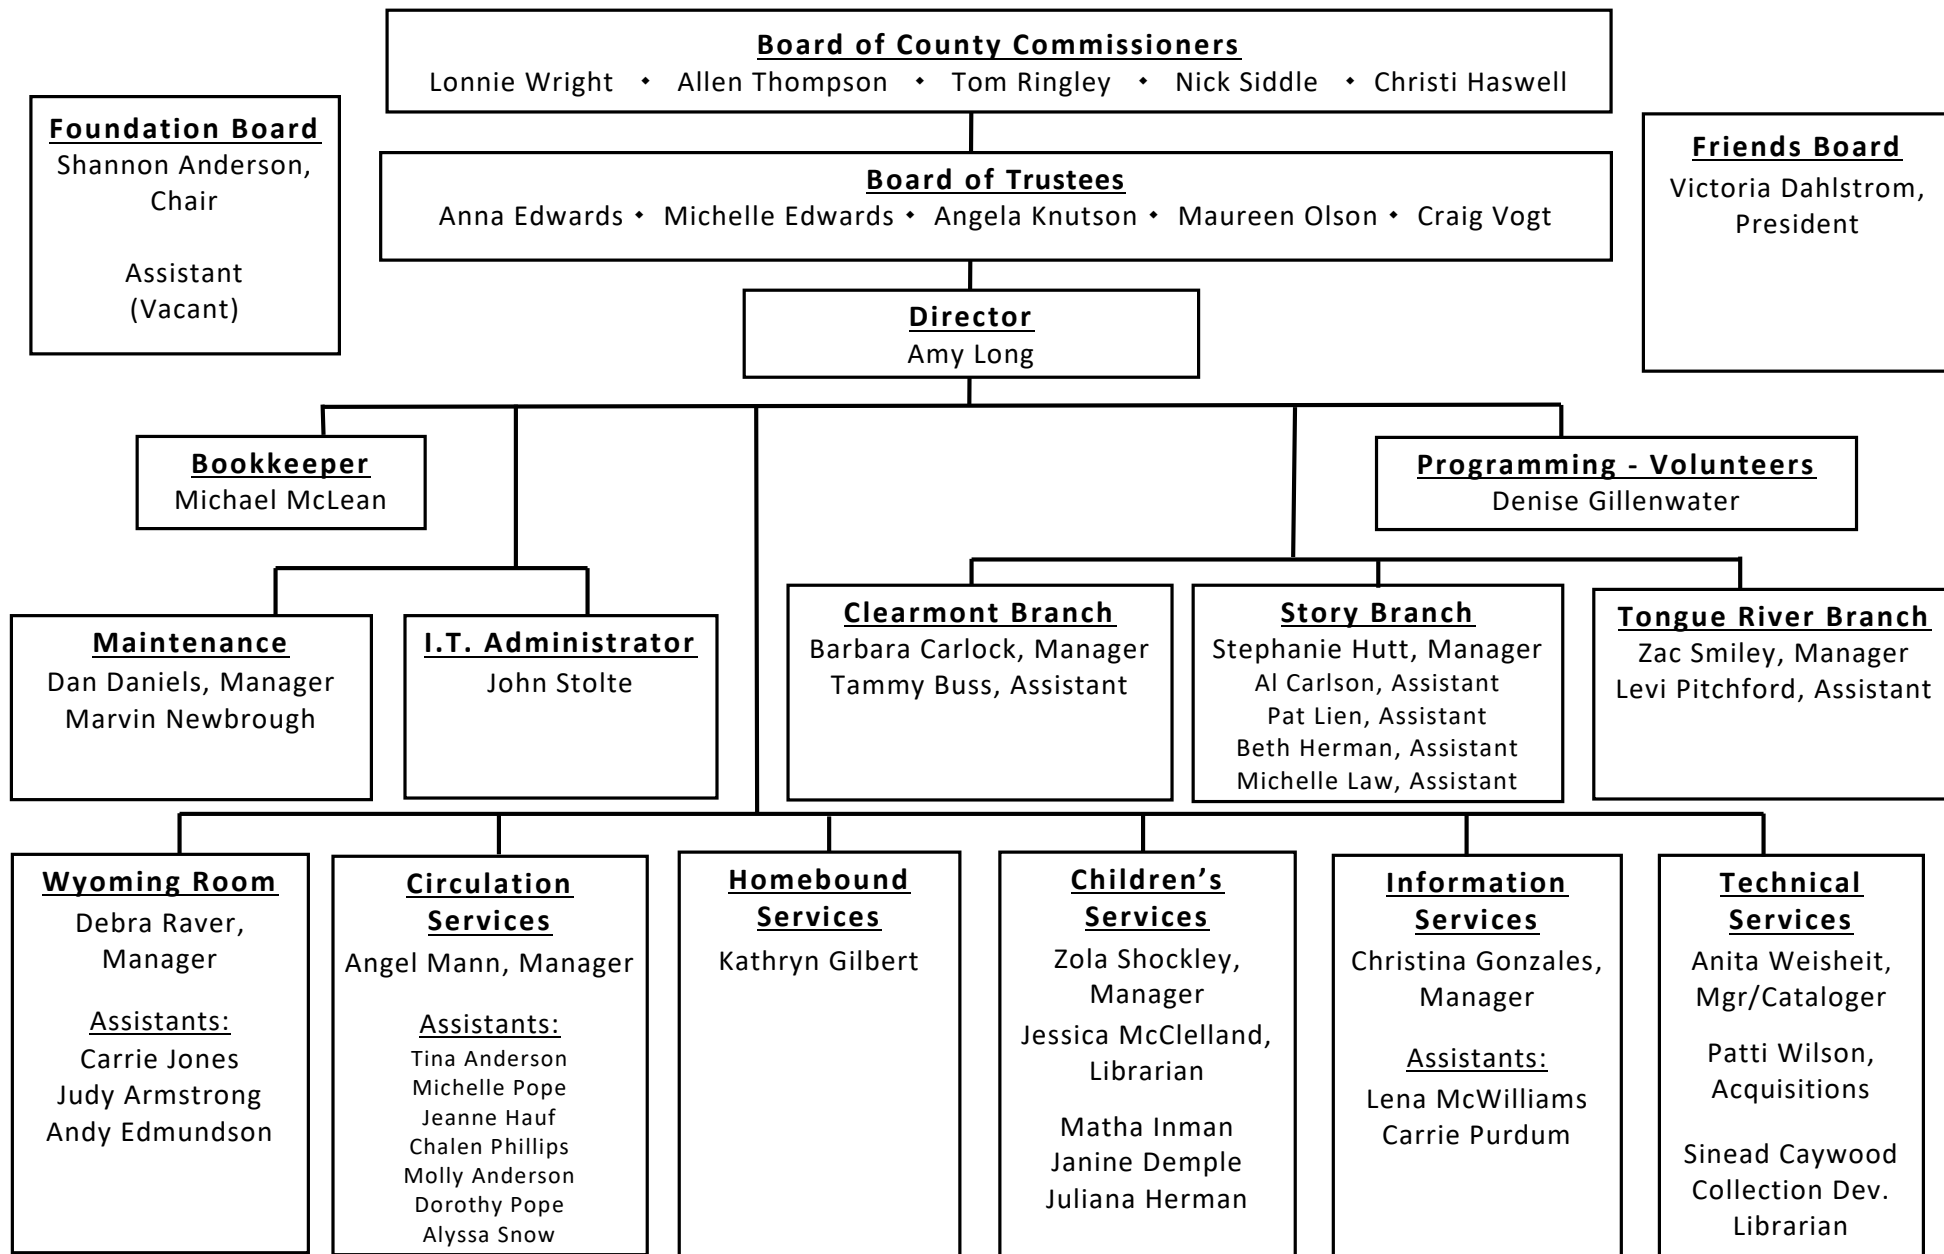 Board of County Commissioners
Lonnie Wright • Allen Thompson • Tom Ringley • Nick Siddle • Christi Haswell
Foundation Board
Shannon Anderson,
Chair
Assistant
(Vacant)
Board of Trustees
Anna Edwards • Michelle Edwards • Angela Knutson • Maureen Olson • Craig Vogt
Friends Board
Victoria Dahlstrom,
President
Director
Amy Long
Bookkeeper
Michael McLean
Programming - Volunteers
Denise Gillenwater
Maintenance
Dan Daniels, Manager
Marvin Newbrough
I.T. Administrator
John Stolte
Clearmont Branch
Barbara Carlock, Manager
Tammy Buss, Assistant
Story Branch
Stephanie Hutt, Manager
Al Carlson, Assistant
Pat Lien, Assistant
Beth Herman, Assistant
Michelle Law, Assistant
Tongue River Branch
Zac Smiley, Manager
Levi Pitchford, Assistant
Wyoming Room
Debra Raver,
Manager
Assistants:
Carrie Jones
Judy Armstrong
Andy Edmundson
Circulation
Services
Angel Mann, Manager
Assistants:
Tina Anderson
Michelle Pope
Jeanne Hauf
Chalen Phillips
Molly Anderson
Dorothy Pope
Alyssa Snow
Homebound
Services
Kathryn Gilbert
Children’s
Services
Zola Shockley,
Manager
Jessica McClelland,
Librarian
Matha Inman
Janine Demple
Juliana Herman
Information
Services
Christina Gonzales,
Manager
Assistants:
Lena McWilliams
Carrie Purdum
Technical
Services
Anita Weisheit,
Mgr/Cataloger
Patti Wilson,
Acquisitions
Sinead Caywood
Collection Dev.
Librarian